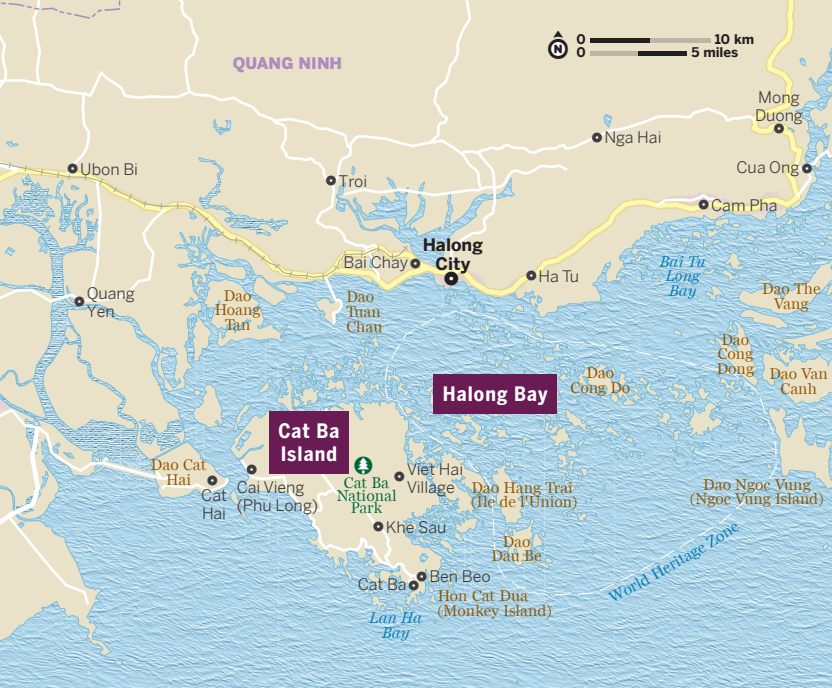 0 10 km
0 5 miles
N
QUANG NINH
Mong
Duong
Nga Hai
Cua Ong
Ubon Bi
Troi
Cam Pha
Halong
City
Bai Chay
Ha Tu
Bai Tu
Long
Bay
Quang
Yen
Dao
Hoang
Tan
Dao
Tuan
Chau
Dao The
Vang
Dao
Cong
Dong
Dao
Cong Do
Dao Van
Canh
Halong Bay
Cat Ba
Island
Dao Cat
Hai
Cat
Hai
Cai Vieng
(Phu Long)
Cat Ba
National
Park
Viet Hai
Village
Dao Hang Trai
(Île de l'Union)
Dao Ngoc Vung
(Ngoc Vung Island)
Khe Sau
Dao
Dau Be
World Heritage Zone
Ben Beo
Cat Ba
Hon Cat Dua
(Monkey Island)
Lan Ha
Bay